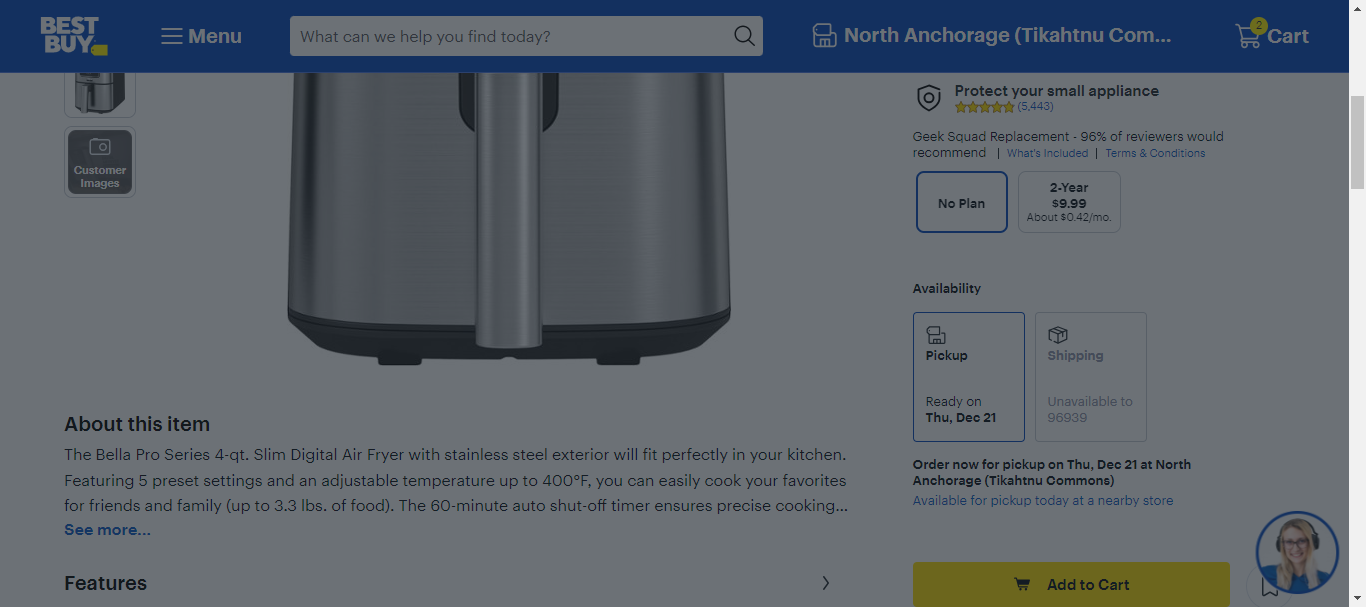 BEST
BUY
Menu
What can we help you find today?
North Anchorage (Tikahtnu Com...
2
Cart
Customer
Images
Protect your small appliance
(5,443)
Geek Squad Replacement - 96% of reviewers would
recommend | What's Included | Terms & Conditions
No Plan
2-Year
$9.99
About $0.42/mo.
Availability
Pickup
Ready on
Thu, Dec 21
Shipping
Unavailable to
96939
Order now for pickup on Thu, Dec 21 at North
Anchorage (Tikahtnu Commons)
Available for pickup today at a nearby store
Add to Cart
About this item
The Bella Pro Series 4-qt. Slim Digital Air Fryer with stainless steel exterior will fit perfectly in your kitchen.
Featuring 5 preset settings and an adjustable temperature up to 400°F, you can easily cook your favorites
for friends and family (up to 3.3 lbs. of food). The 60-minute auto shut-off timer ensures precise cooking...
See more...
Features